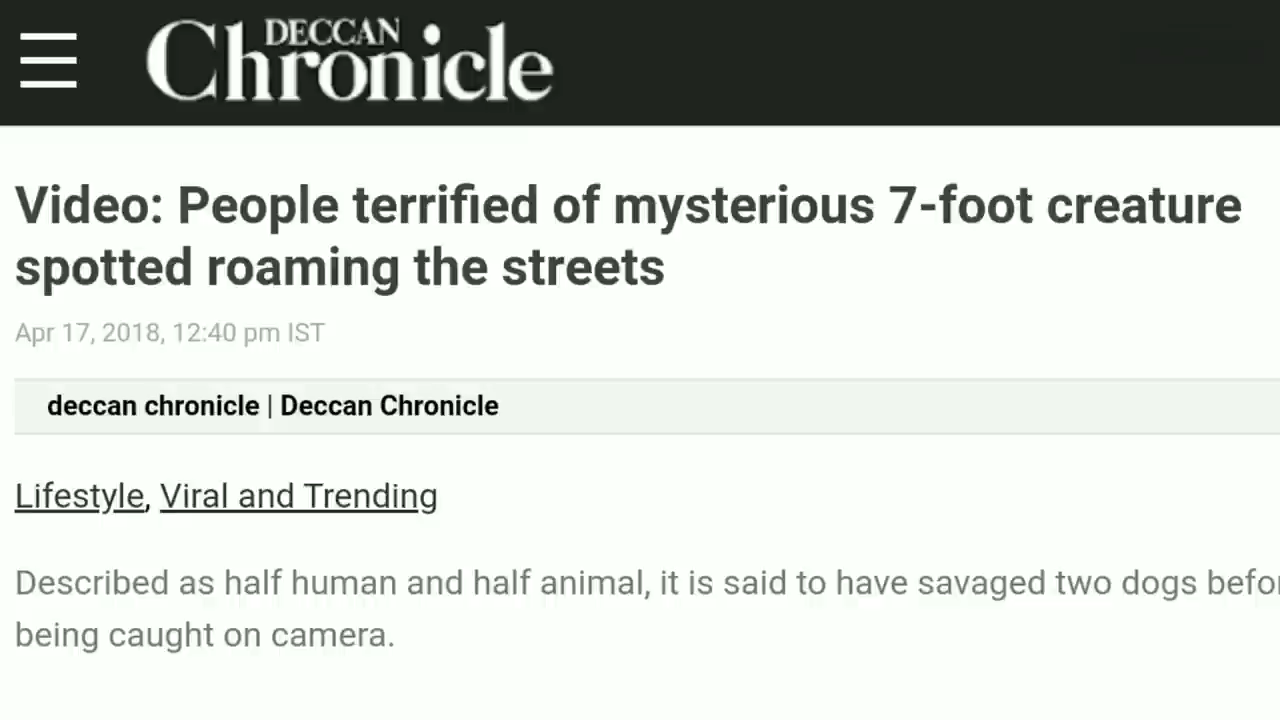 DECCAN
Chronicle
Video: People terrified of mysterious 7-foot creature
spotted roaming the streets
Apr 17, 2018, 12:40 pm IST
deccan chronicle | Deccan Chronicle
Lifestyle, Viral and Trending
Described as half human and half animal, it is said to have savaged two dogs
being caught on camera.